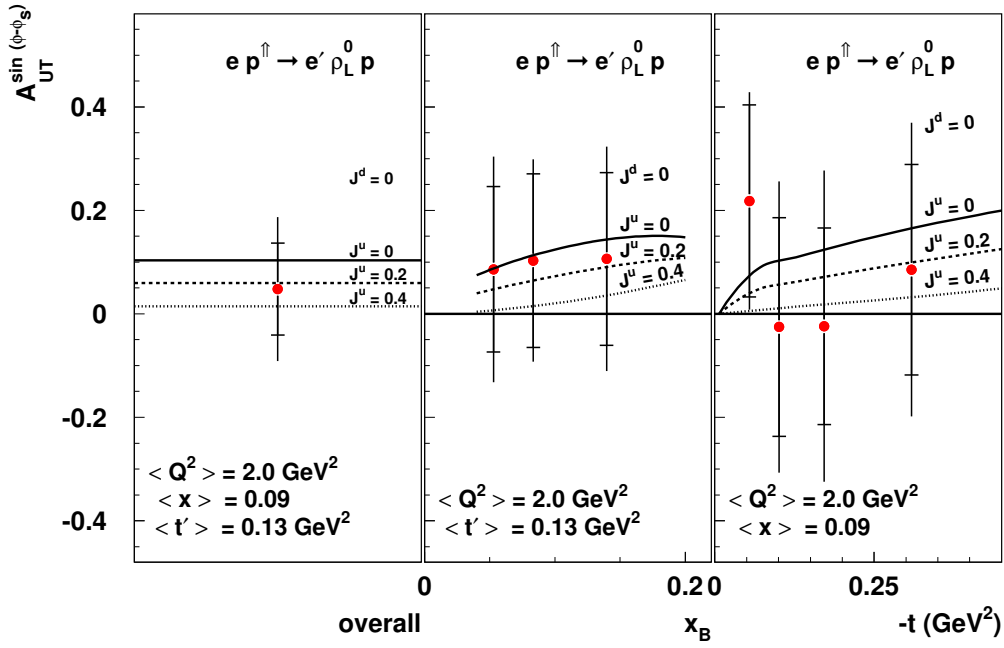 A_UT^sin (ϕ-ϕ_s)
0.4
0.2
0
-0.2
-0.4
e p^⇑ → e′ ρ_L^0 p
J^d = 0
J^u = 0
J^u = 0.2
J^u = 0.4
< Q^2 > = 2.0 GeV^2
< x > = 0.09
< t′ > = 0.13 GeV^2
overall
e p^⇑ → e′ ρ_L^0 p
J^d = 0
J^u = 0
J^u = 0.2
J^u = 0.4
< Q^2 > = 2.0 GeV^2
< t′ > = 0.13 GeV^2
0 0.2
x_B
e p^⇑ → e′ ρ_L^0 p
J^d = 0
J^u = 0
J^u = 0.2
J^u = 0.4
< Q^2 > = 2.0 GeV^2
< x > = 0.09
0 0.25
-t (GeV^2)